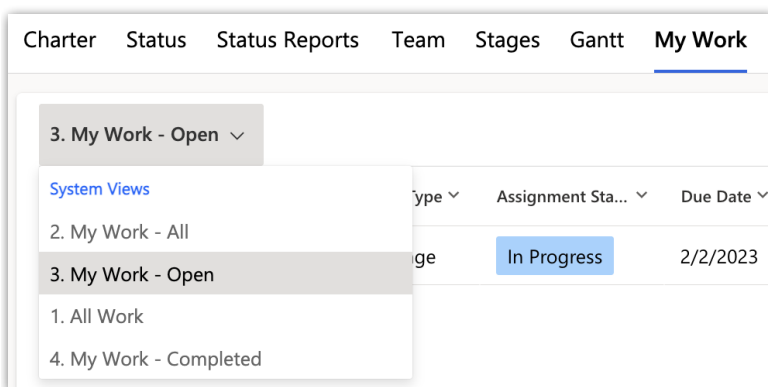 Charter Status Status Reports Team Stages Gantt My Work
3. My Work - Open
System Views
Type Assignment Sta... Due Date
2. My Work - All
In Progress 2/2/2023
3. My Work - Open
1. All Work
4. My Work - Completed